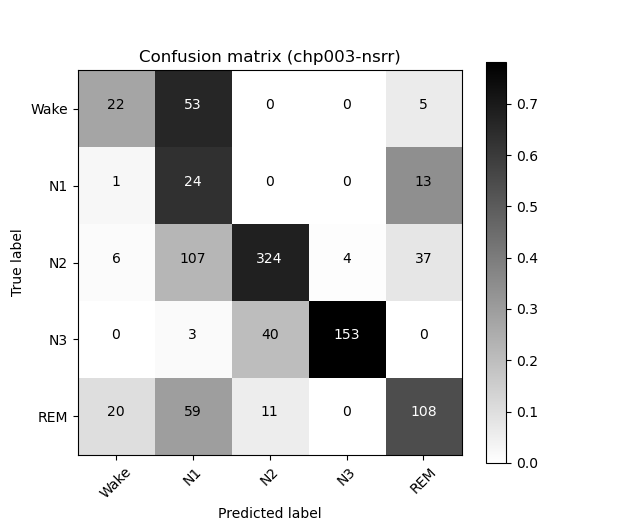 Confusion matrix (chp003-nsrr)
True label
Wake 22 53 0 0 5
N1 1 24 0 0 13
N2 6 107 324 4 37
N3 0 3 40 153 0
REM 20 59 11 0 108
Wake N1 N2 N3 REM
Predicted label
0.7
0.6
0.5
0.4
0.3
0.2
0.1
0.0